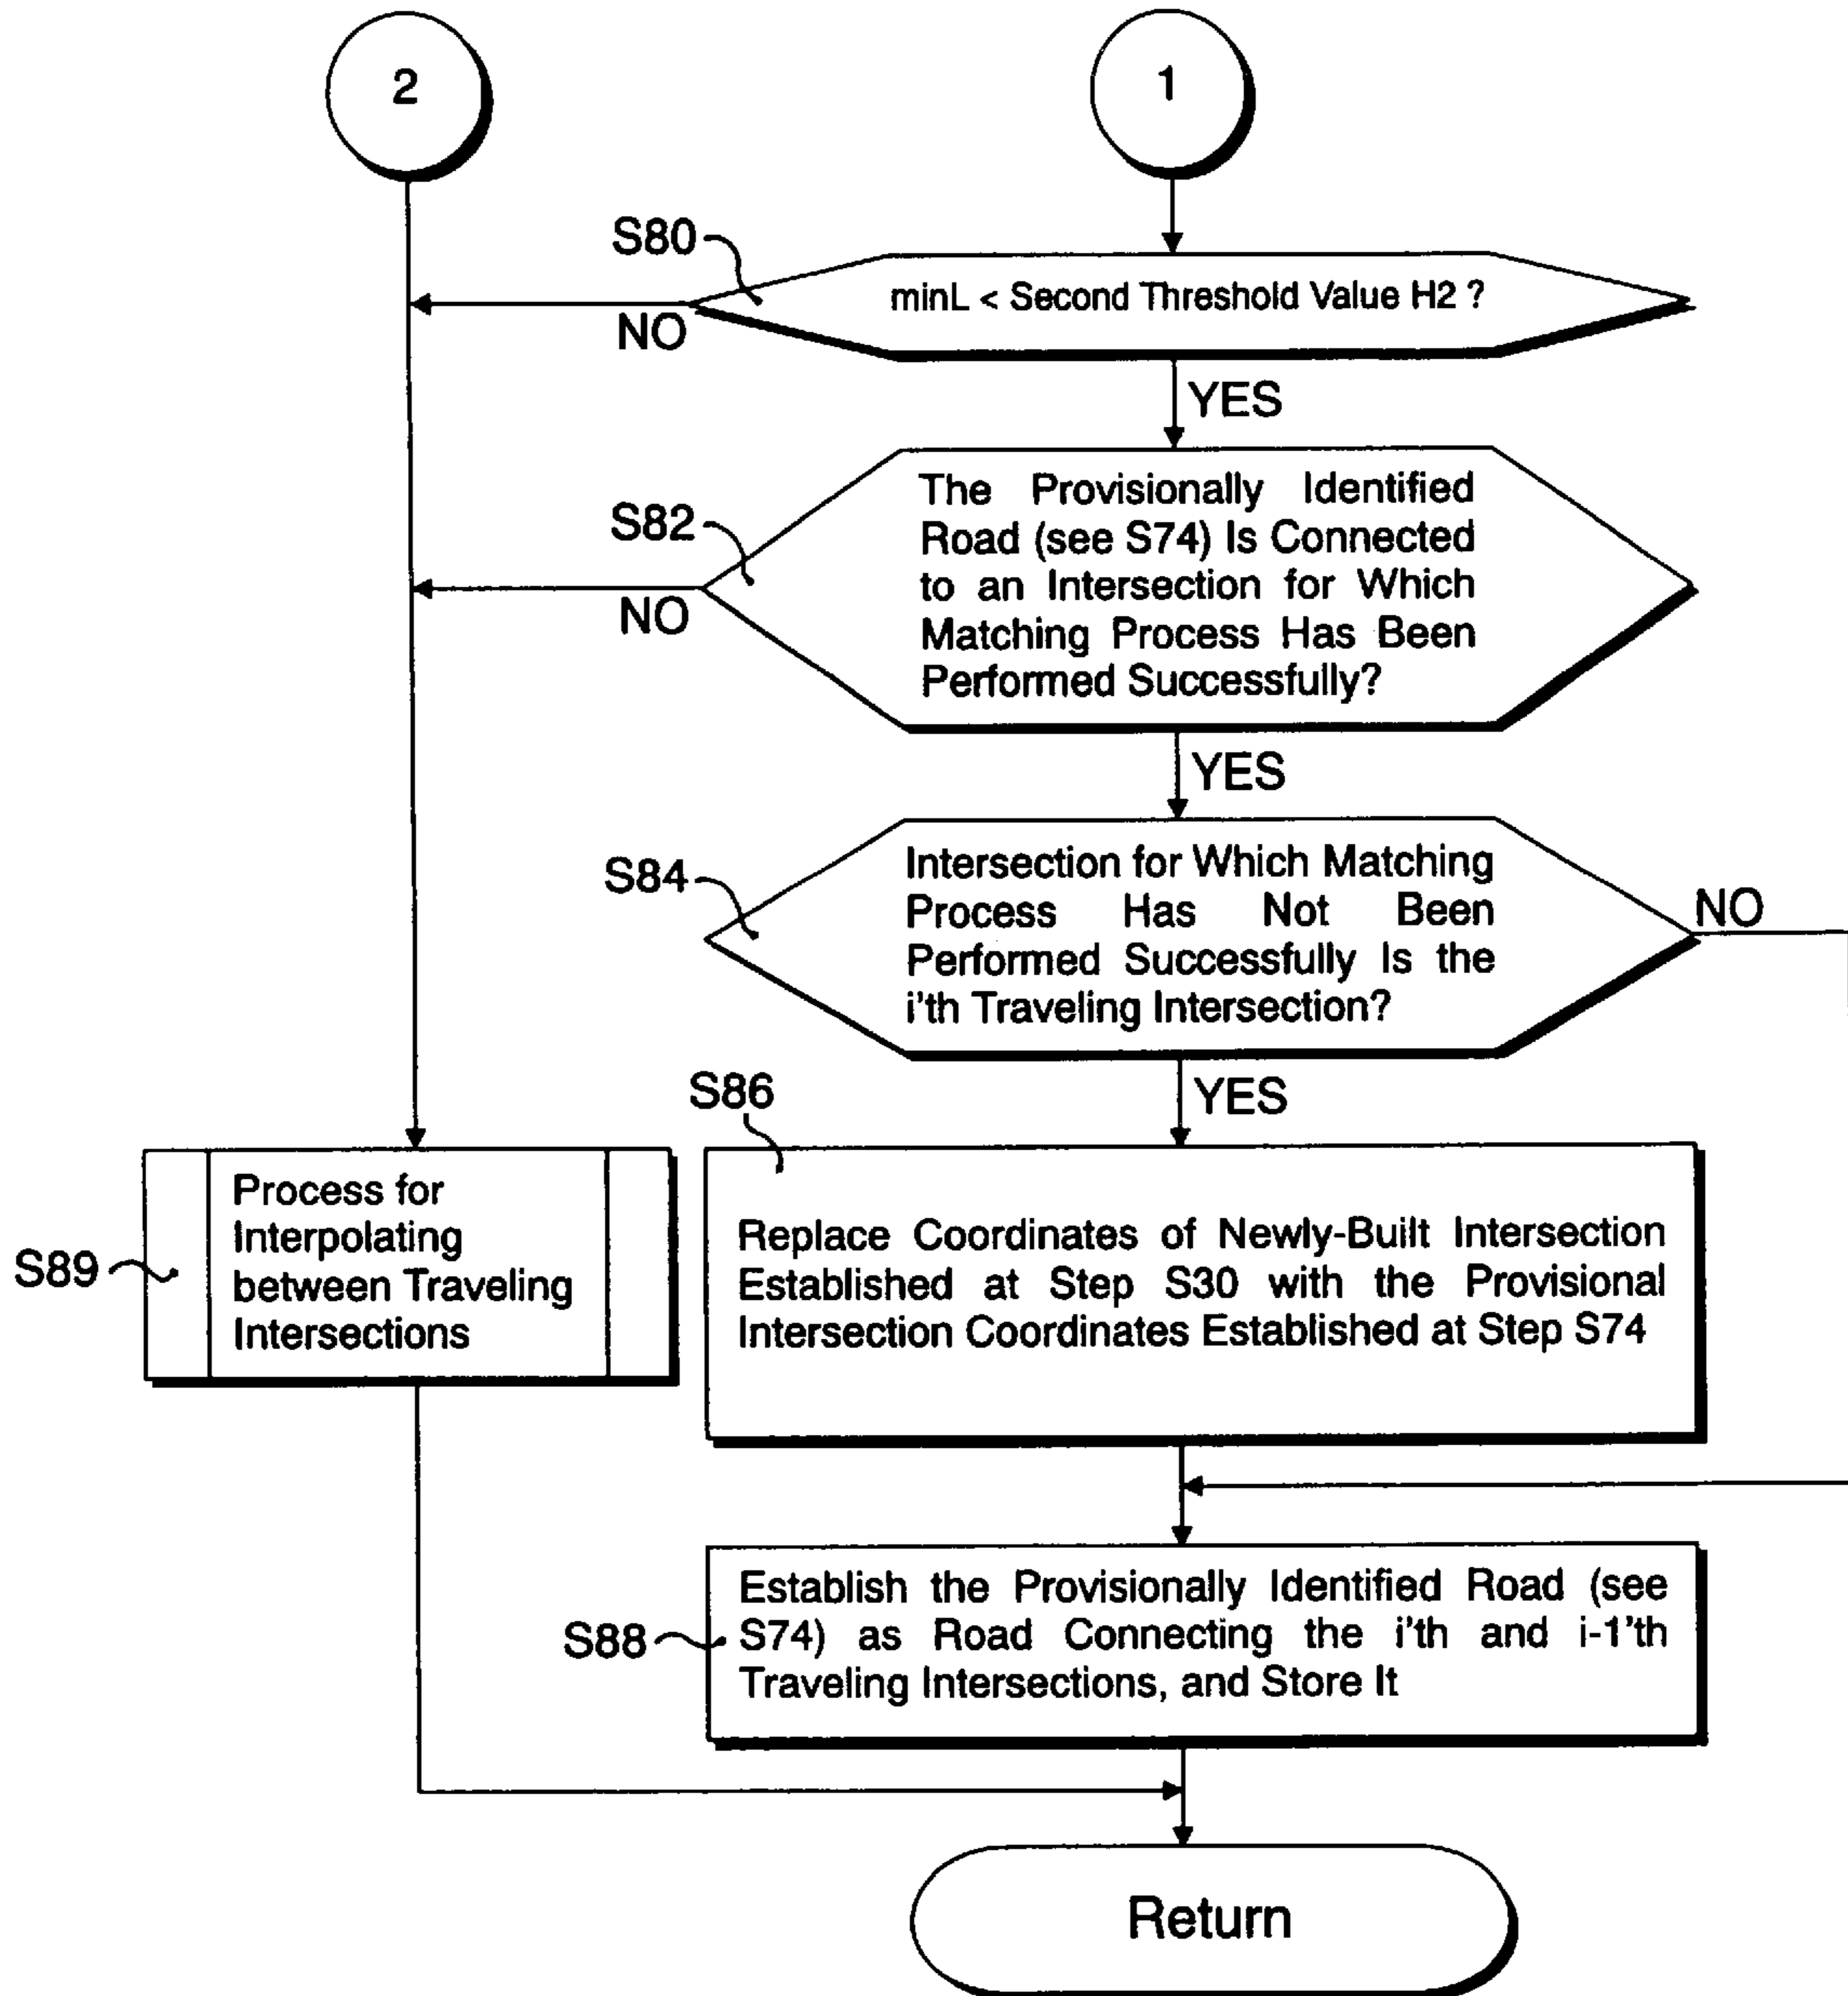 2
1
S80
minL < Second Threshold Value H2 ?
NO
YES
S82
The Provisionally Identified
Road (see S74) Is Connected
to an Intersection for Which
Matching Process Has Been
Performed Successfully?
NO
YES
S84
Intersection for Which Matching
Process Has Not Been
Performed Successfully Is the
i'th Traveling Intersection?
NO
YES
S86
Replace Coordinates of Newly-Built Intersection
Established at Step S30 with the Provisional
Intersection Coordinates Established at Step S74
S89
Process for
Interpolating
between Traveling
Intersections
S88
Establish the Provisionally Identified Road (see
S74) as Road Connecting the i'th and i-1'th
Traveling Intersections, and Store It
Return